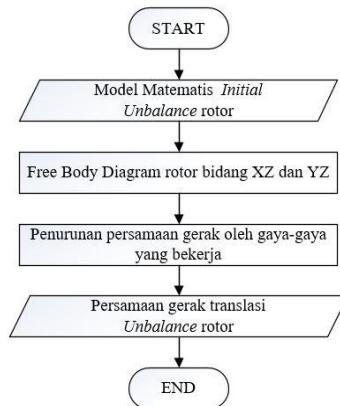 START
Model Matematis Initial
Unbalance rotor
Free Body Diagram rotor bidang XZ dan YZ
Penurunan persamaan gerak oleh gaya-gaya
yang bekerja
Persamaan gerak translasi
Unbalance rotor
END